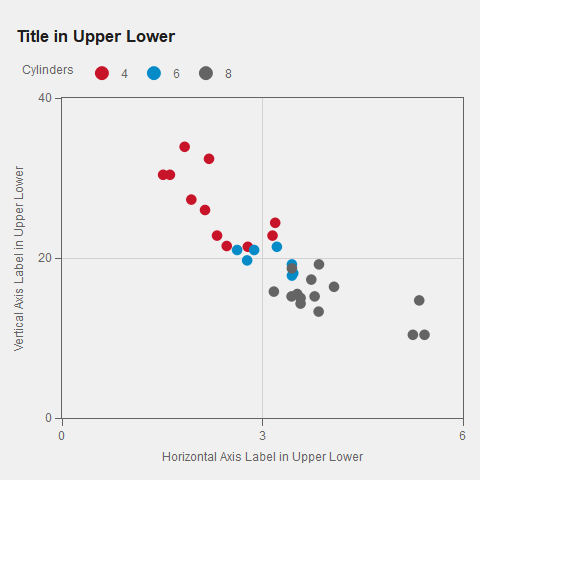 Title in Upper Lower
Cylinders 4 6 8
40
20
0
Vertical Axis Label in Upper Lower
0 3 6
Horizontal Axis Label in Upper Lower